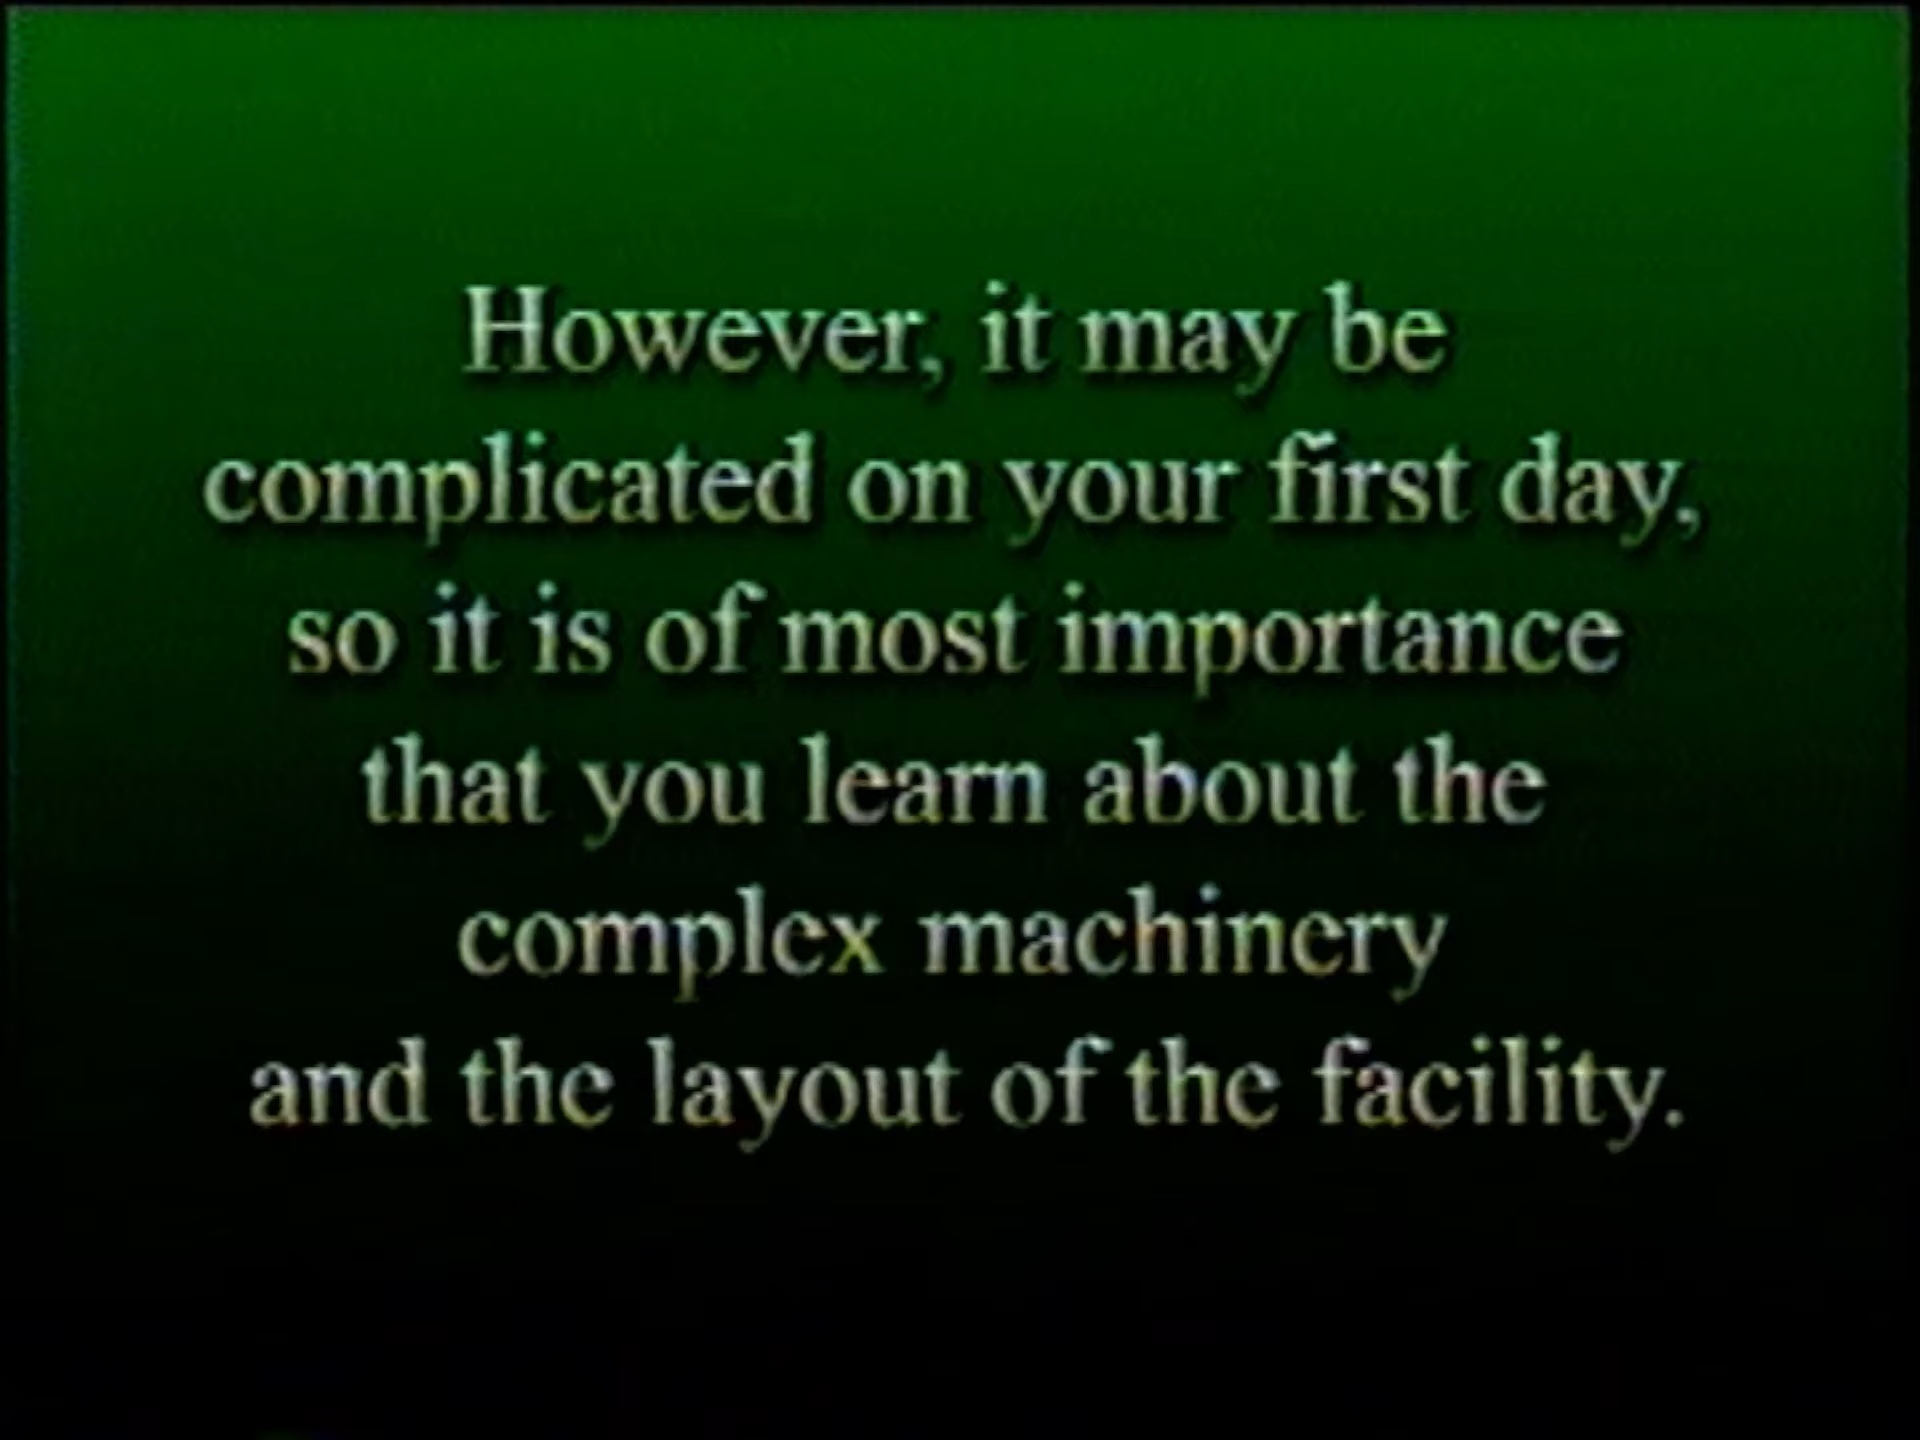 However, it may be
complicated on your first day,
so it is of most importance
that you learn about the
complex machinery
and the layout of the facility.